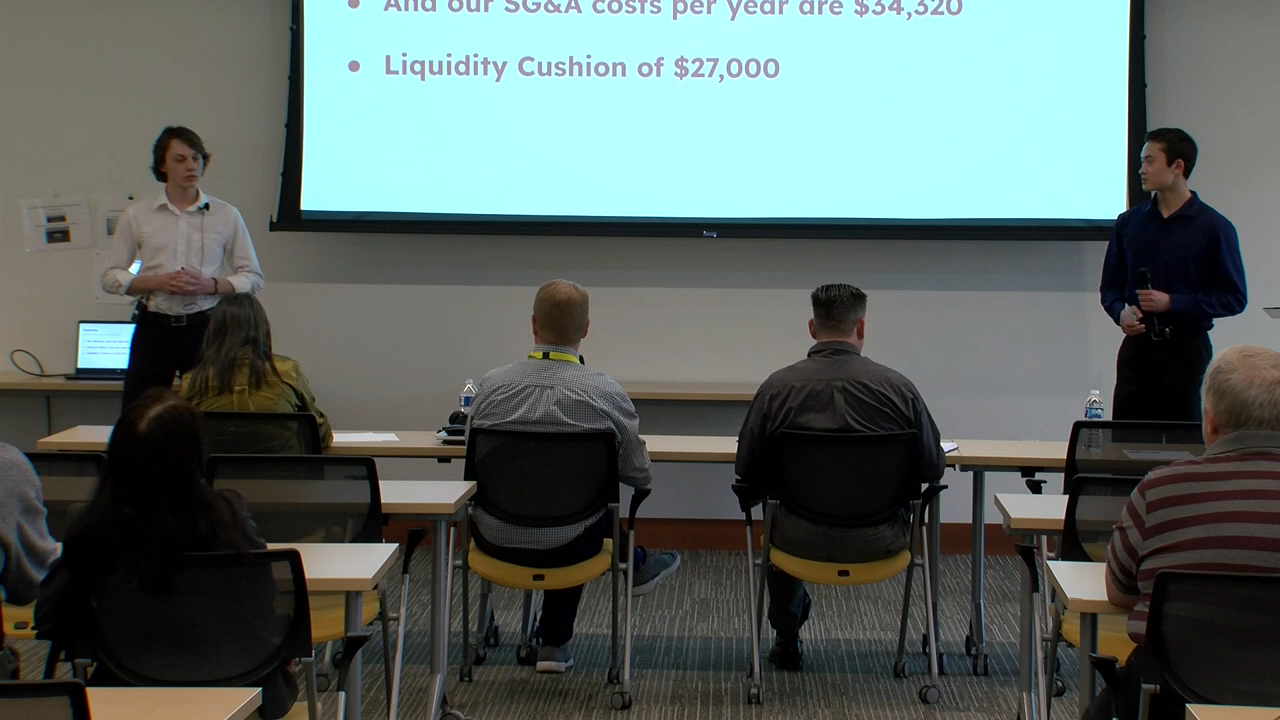 And our SG&A costs per year are $34,320
Liquidity Cushion of $27,000